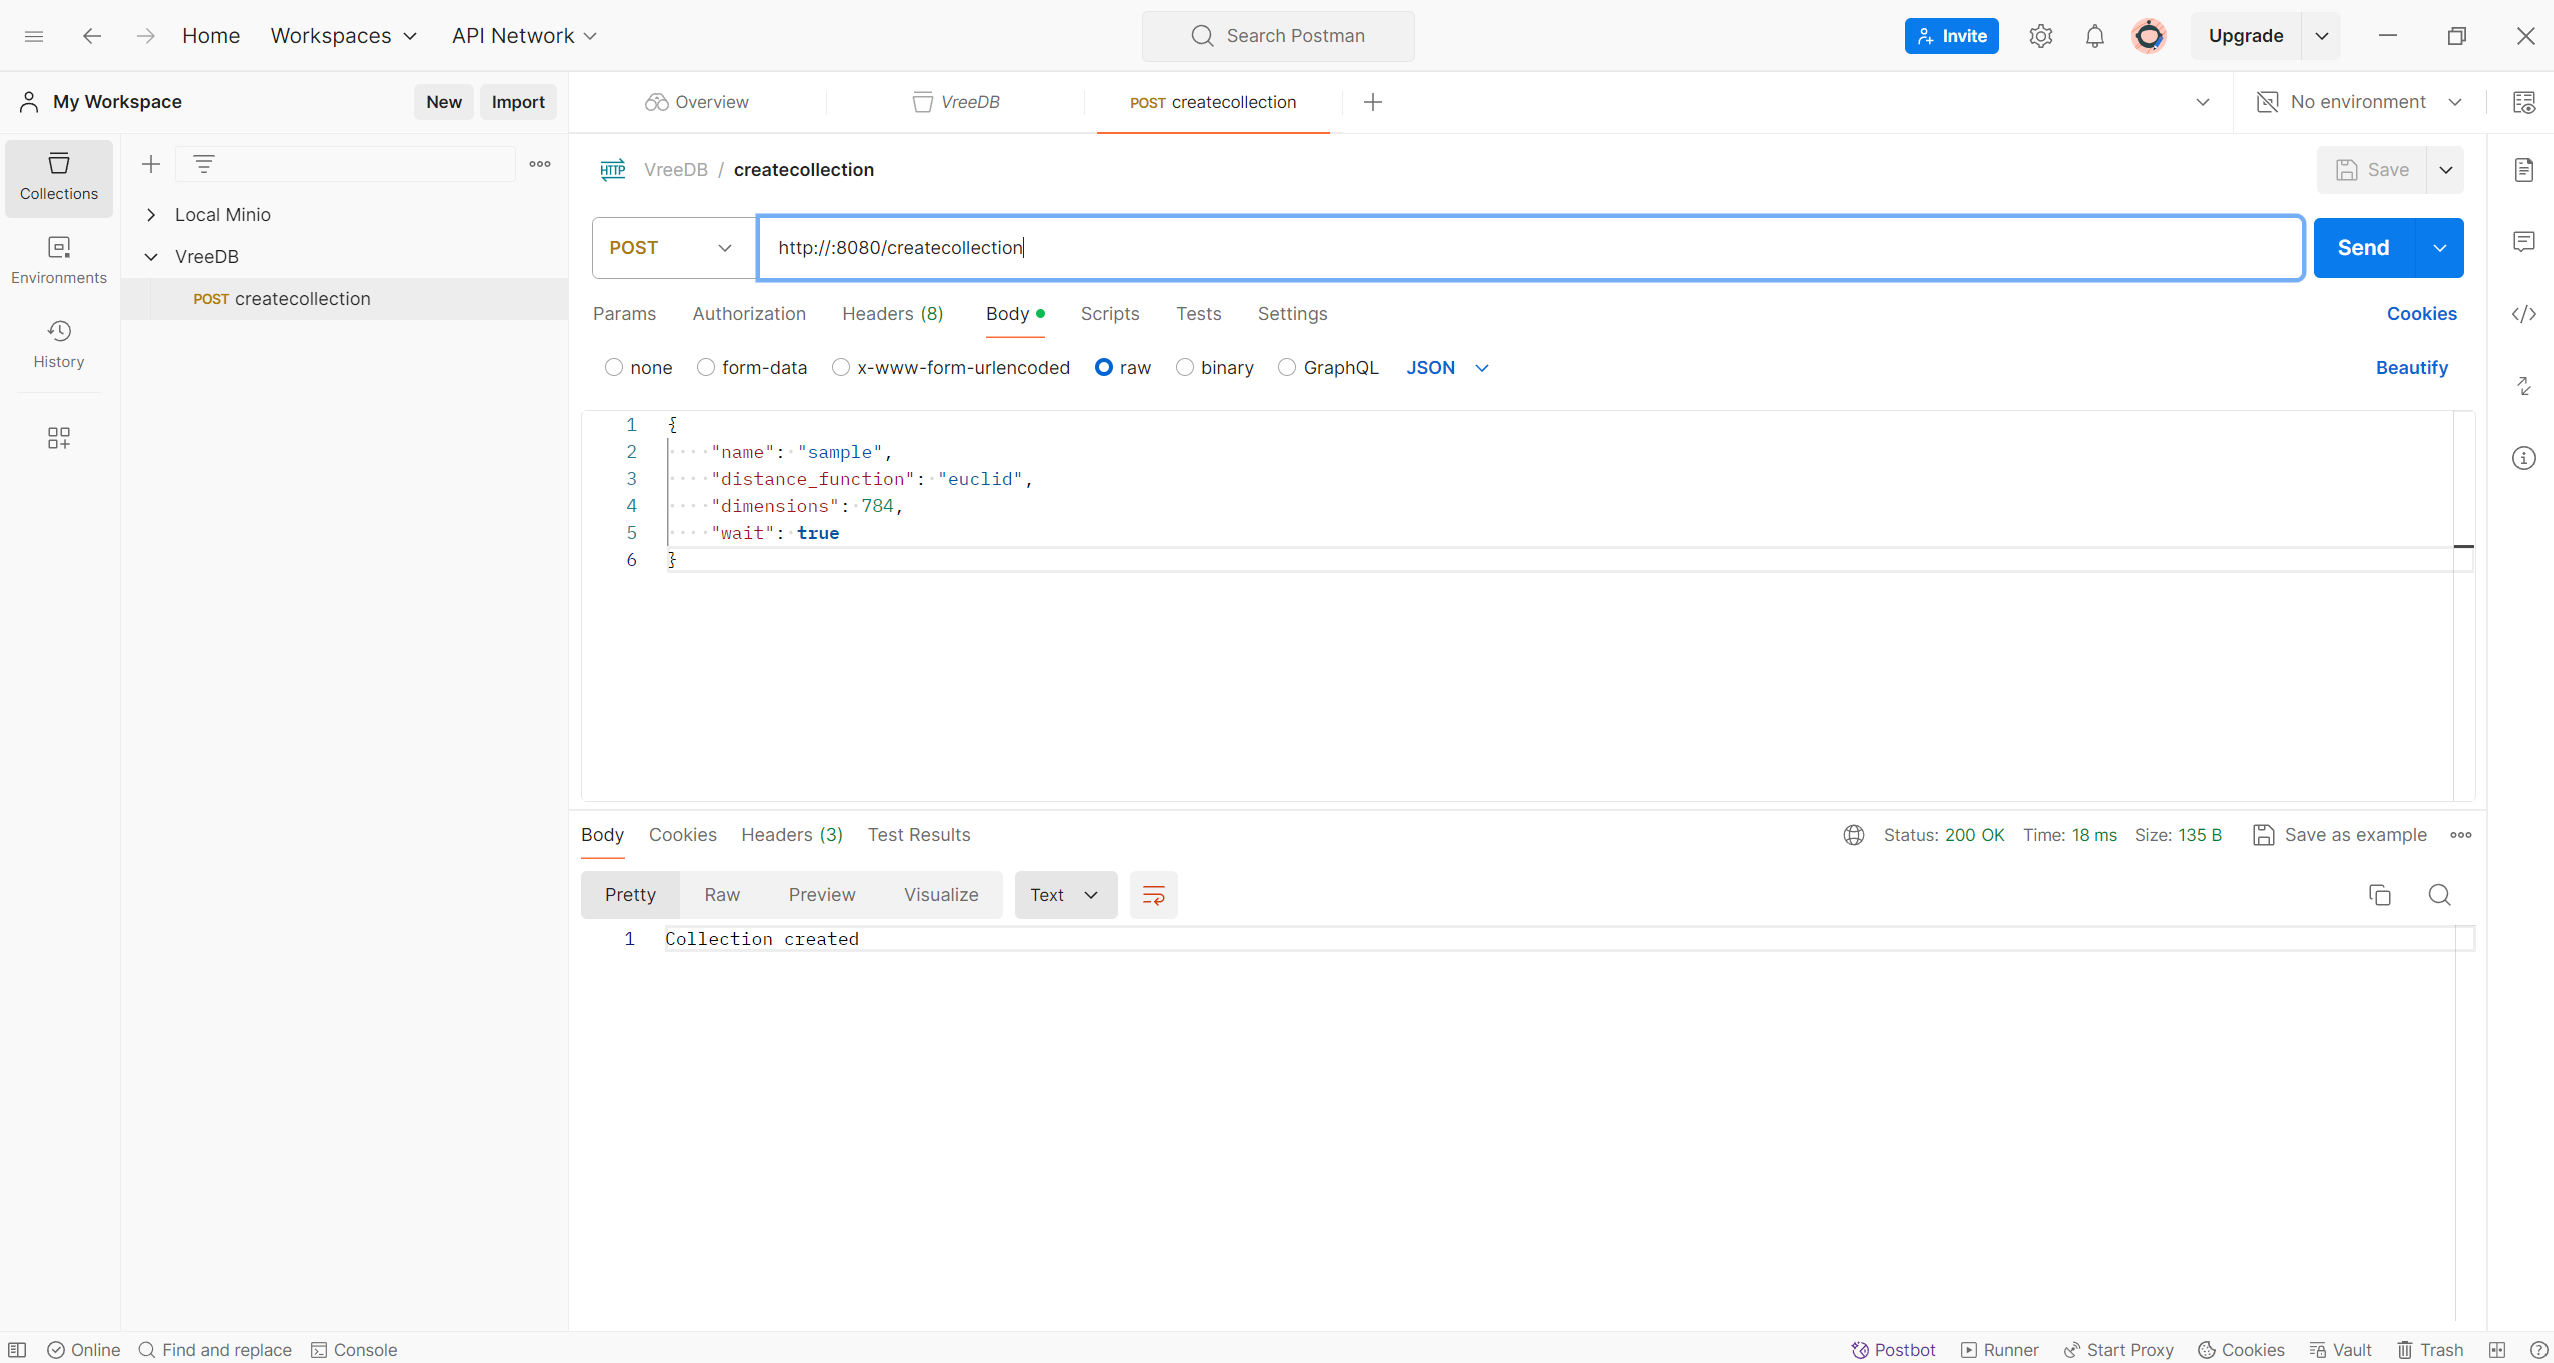 Home Workspaces API Network Search Postman Invite Upgrade
My Workspace New Import Overview VreeDB POST createcollection No environment
Collections
Environments
History
Local Minio
VreeDB
POST createcollection
HTTP VreeDB / createcollection Save
POST http://:8080/createcollection Send
Params Authorization Headers (8) Body Scripts Tests Settings Cookies
none form-data x-www-form-urlencoded raw binary GraphQL JSON Beautify
1 {
2 "name": "sample",
3 "distance_function": "euclid",
4 "dimensions": 784,
5 "wait": true
6 }
Body Cookies Headers (3) Test Results Status: 200 OK Time: 18 ms Size: 135 B Save as example
Pretty Raw Preview Visualize Text
1 Collection created
Online Find and replace Console Postbot Runner Start Proxy Cookies Vault Trash